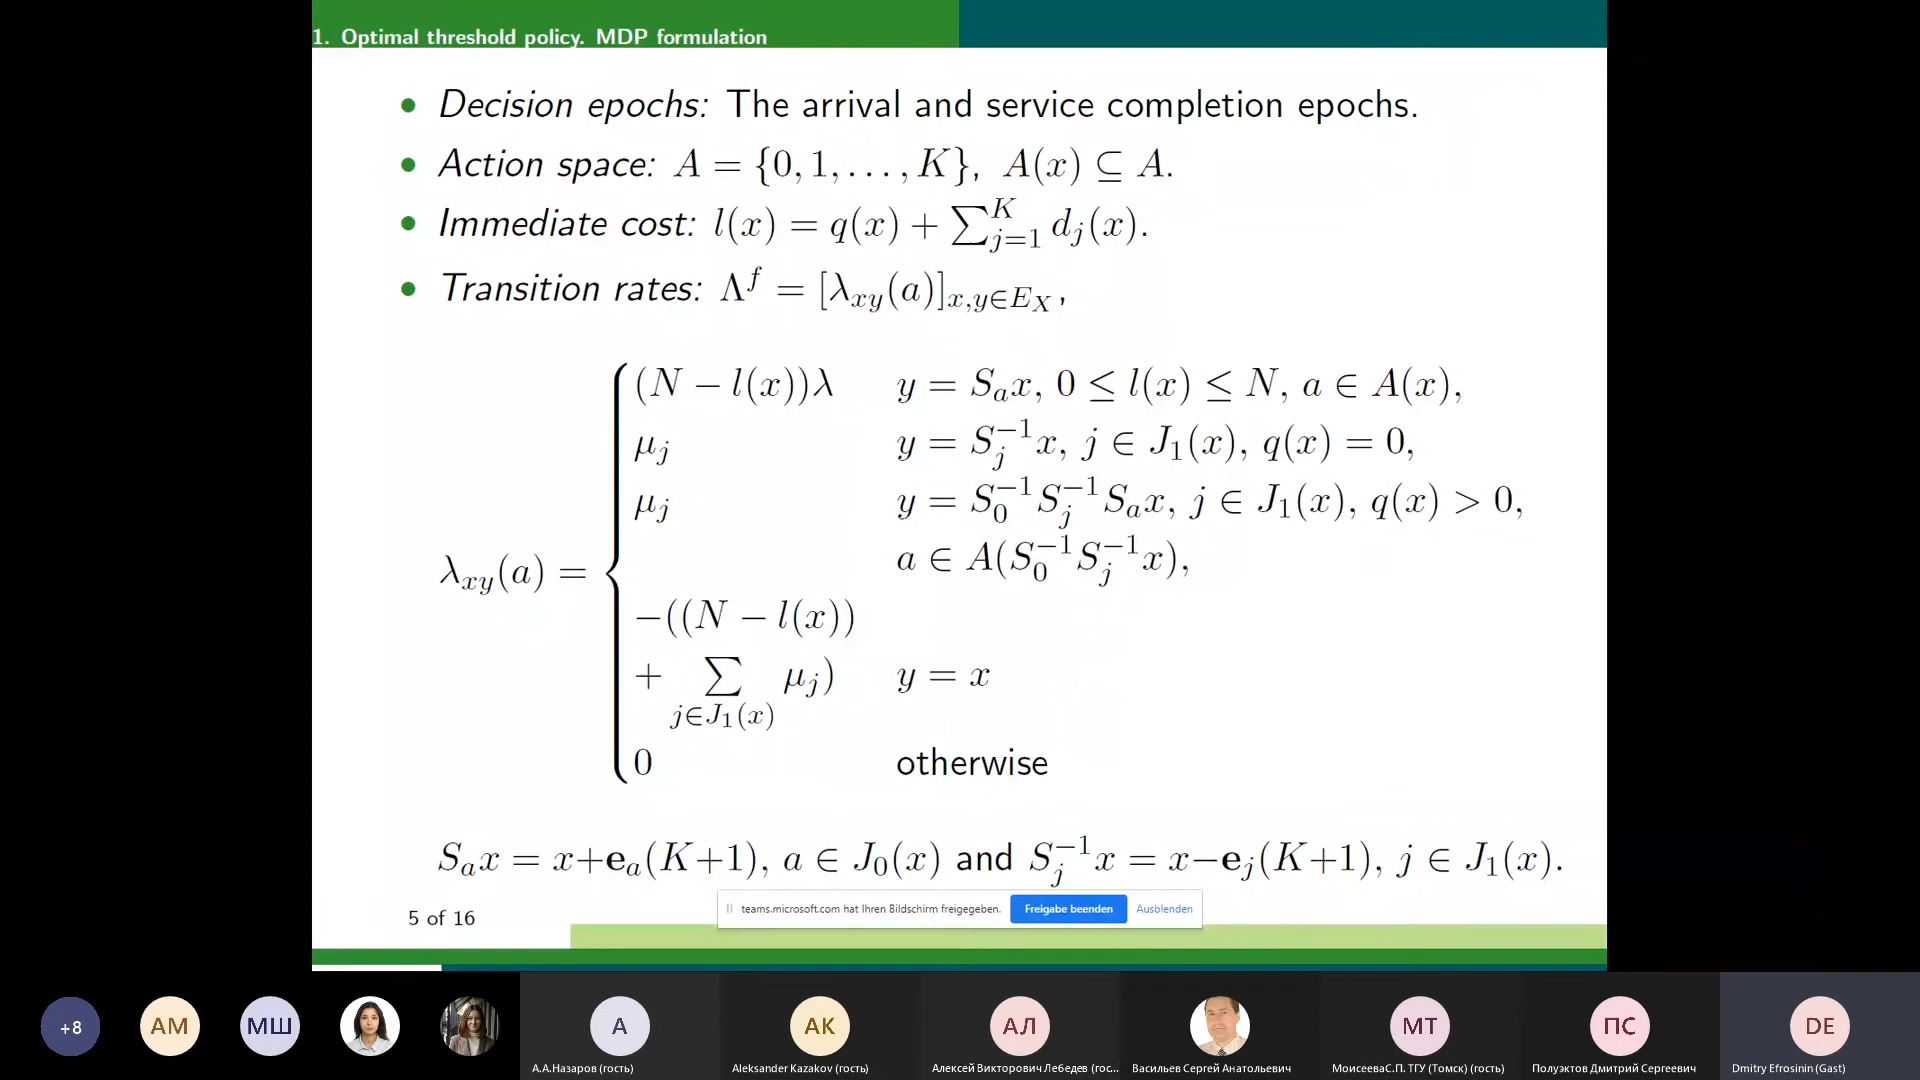 1. Optimal threshold policy. MDP formulation
• Decision epochs: The arrival and service completion epochs.
• Action space: A = {0, 1, . . . , K}, A(x) ⊆ A.
• Immediate cost: l(x) = q(x) + ∑_{j=1}^{K} d_j(x).
• Transition rates: Λ^f = [λ_{xy}(a)]_{x,y∈E_X},
(N − l(x))λ y = S_a x, 0 ≤ l(x) ≤ N, a ∈ A(x),
μ_j y = S_j^{−1} x, j ∈ J_1(x), q(x) = 0,
μ_j y = S_0^{−1} S_j^{−1} S_a x, j ∈ J_1(x), q(x) > 0,
λ_{xy}(a) = { a ∈ A(S_0^{−1} S_j^{−1} x),
−((N − l(x))
+ ∑_{j∈J_1(x)} μ_j) y = x
0 otherwise
S_a x = x+e_a(K+1), a ∈ J_0(x) and S_j^{−1} x = x−e_j(K+1), j ∈ J_1(x).
teams.microsoft.com hat Ihren Bildschirm freigegeben. Freigabe beenden Ausblenden
5 of 16
+8 АМ МШ А АК АЛ МТ ПС DE
А.А.Назаров (гость) Aleksander Kazakov (гость) Алексей Викторович Лебедев (гос... Васильев Сергей Анатольевич МоисееваС.П. ТГУ (Томск) (гость) Полуэктов Дмитрий Сергеевич Dmitry Efrosinin (Gast)